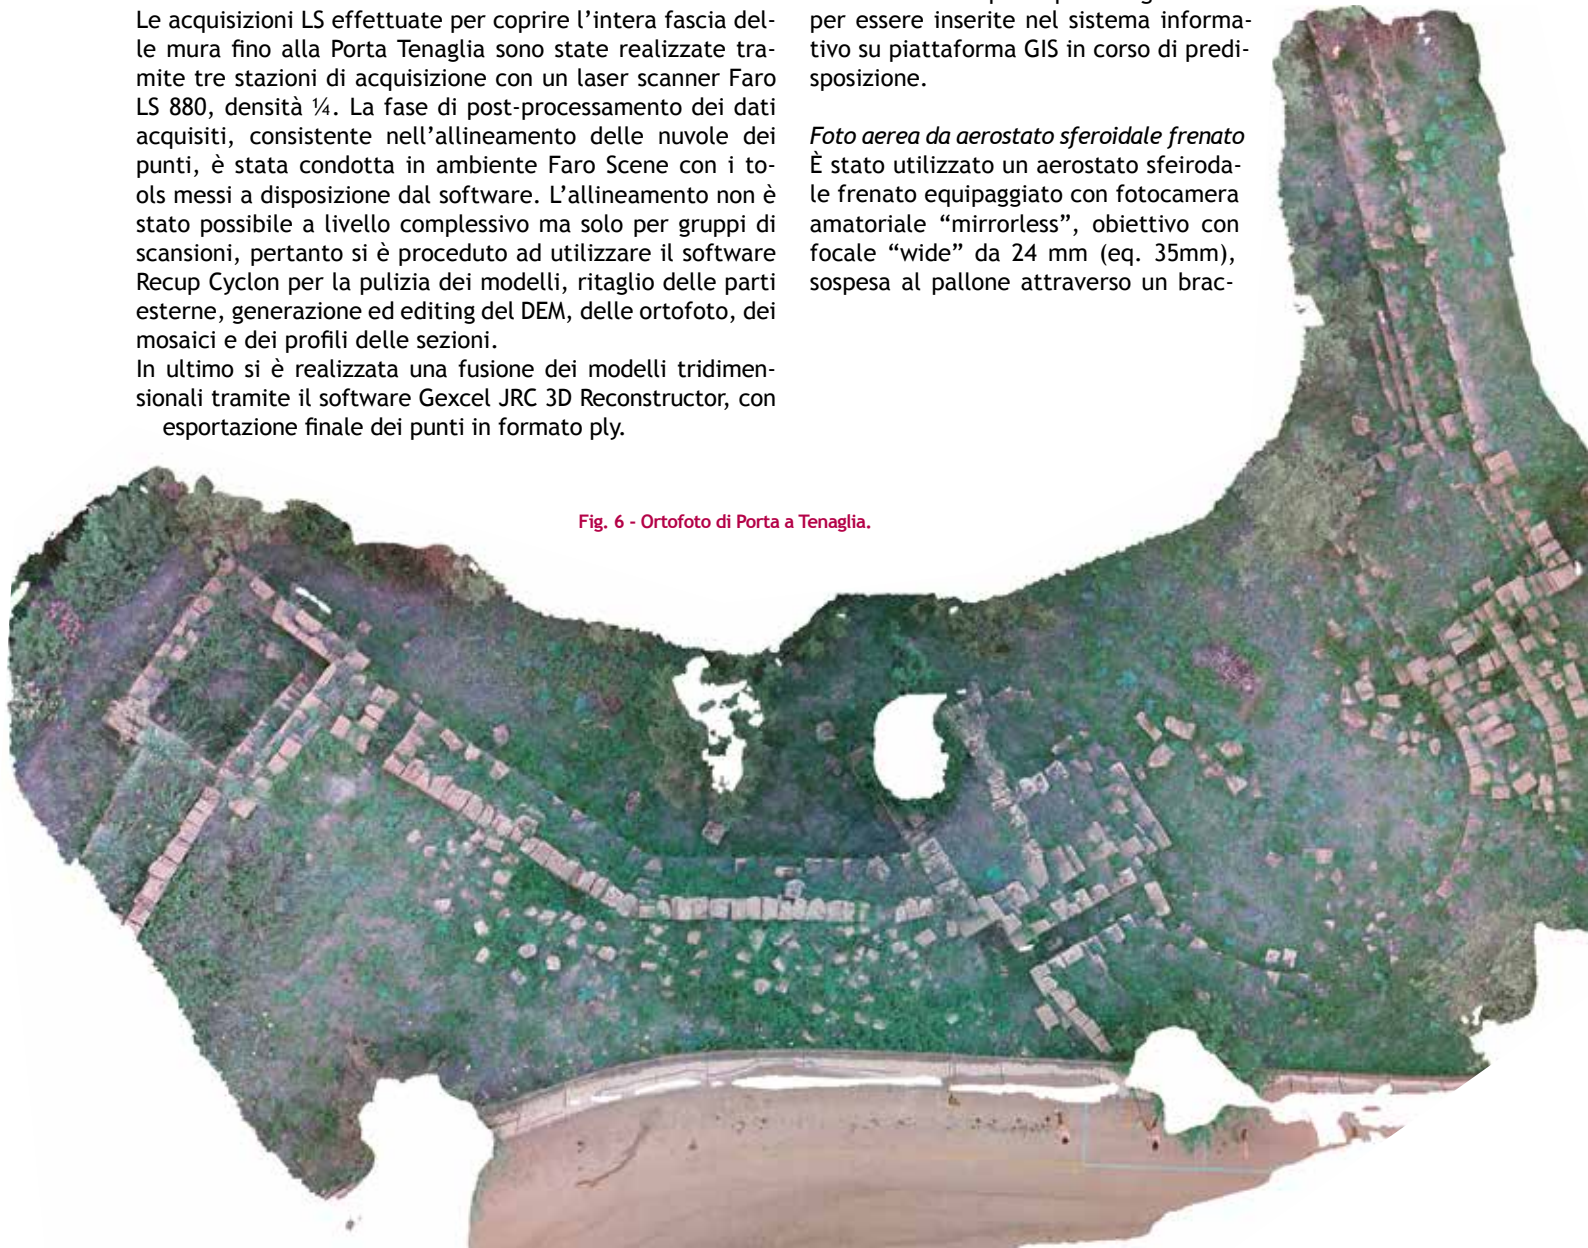 Le acquisizioni LS effettuate per coprire l’intera fascia del-
le mura fino alla Porta Tenaglia sono state realizzate tra-
mite tre stazioni di acquisizione con un laser scanner Faro
LS 880, densità ¼. La fase di post-processamento dei dati
acquisiti, consistente nell’allineamento delle nuvole dei
punti, è stata condotta in ambiente Faro Scene con i to-
ols messi a disposizione dal software. L’allineamento non è
stato possibile a livello complessivo ma solo per gruppi di
scansioni, pertanto si è proceduto ad utilizzare il software
Recup Cyclon per la pulizia dei modelli, ritaglio delle parti
esterne, generazione ed editing del DEM, delle ortofoto, dei
mosaici e dei profili delle sezioni.
In ultimo si è realizzata una fusione dei modelli tridimen-
sionali tramite il software Gexcel JRC 3D Reconstructor, con
esportazione finale dei punti in formato ply.
per essere inserite nel sistema informa-
tivo su piattaforma GIS in corso di predi-
sposizione.
Foto aerea da aerostato sferoidale frenato
È stato utilizzato un aerostato sfeiroda-
le frenato equipaggiato con fotocamera
amatoriale “mirrorless”, obiettivo con
focale “wide” da 24 mm (eq. 35mm),
sospesa al pallone attraverso un brac-
Fig. 6 - Ortofoto di Porta a Tenaglia.